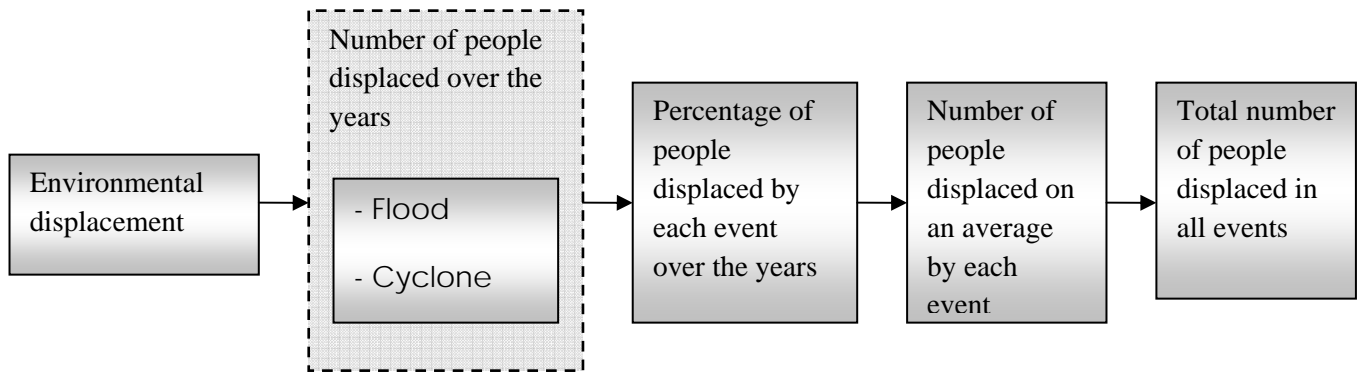 Environmental
displacement
Number of people
displaced over the
years
- Flood
- Cyclone
Percentage of
people
displaced by
each event
over the years
Number of
people
displaced on
an average
by each
event
Total number
of people
displaced in
all events